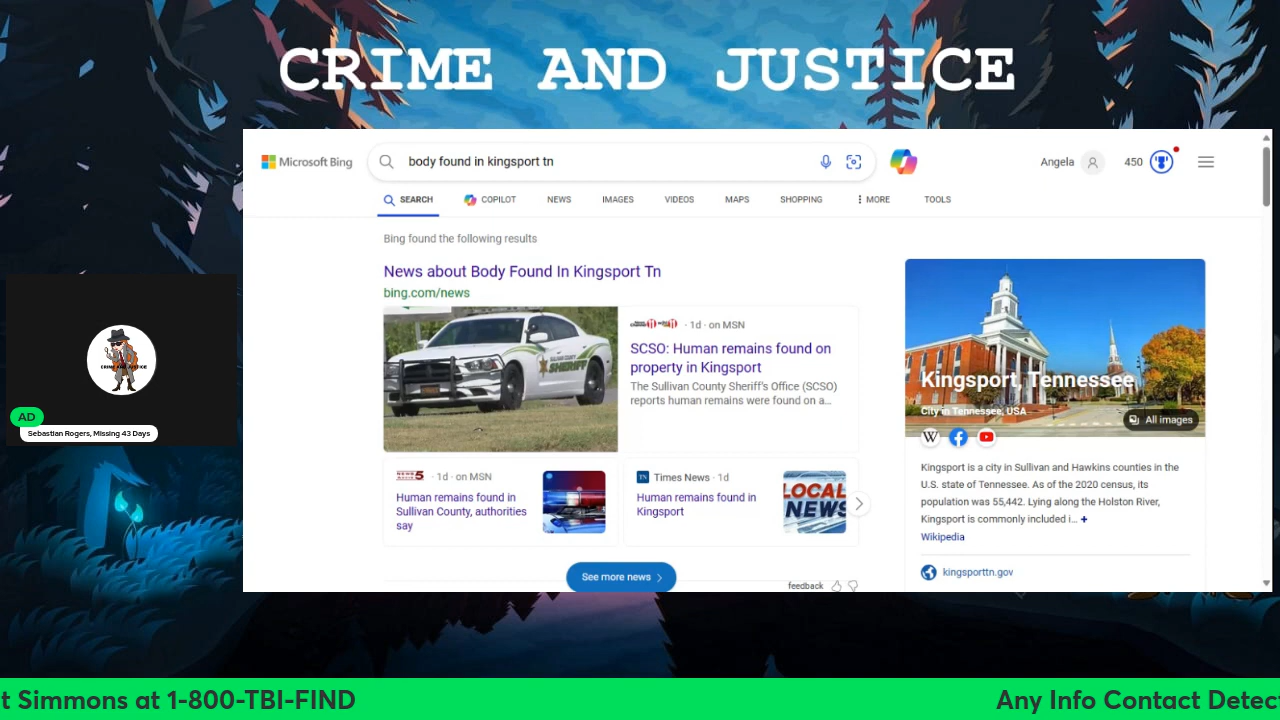 CRIME AND JUSTICE
Microsoft Bing
body found in kingsport tn
Angela
450
SEARCH
COPILOT
NEWS
IMAGES
VIDEOS
MAPS
SHOPPING
MORE
TOOLS
Bing found the following results
News about Body Found In Kingsport Tn
bing.com/news
SHERIFF
· 1d · on MSN
SCSO: Human remains found on
property in Kingsport
The Sullivan County Sheriff's Office (SCSO)
reports human remains were found on a...
NEWS 5
· 1d · on MSN
Human remains found in
Sullivan County, authorities
say
TN
Times News · 1d
Human remains found in
Kingsport
LOCAL
NEWS
See more news
feedback
Kingsport, Tennessee
City in Tennessee, USA
All images
W
Kingsport is a city in Sullivan and Hawkins counties in the
U.S. state of Tennessee. As of the 2020 census, its
population was 55,442. Lying along the Holston River,
Kingsport is commonly included i... +
Wikipedia
kingsporttn.gov
CRIME AND JUSTICE
AD
Sebastian Rogers, Missing 43 Days
t Simmons at 1-800-TBI-FIND
Any Info Contact Detect